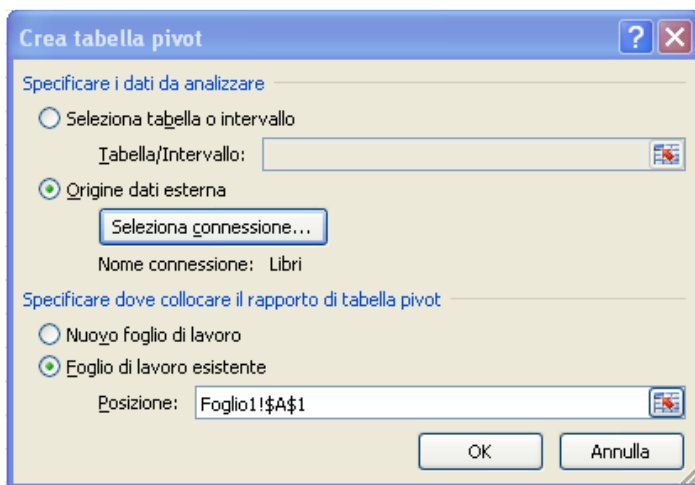 Crea tabella pivot
Specificare i dati da analizzare
Seleziona tabella o intervallo
Tabella/Intervallo:
Origine dati esterna
Seleziona connessione...
Nome connessione: Libri
Specificare dove collocare il rapporto di tabella pivot
Nuovo foglio di lavoro
Foglio di lavoro esistente
Posizione: Foglio1!$A$1
OK Annulla